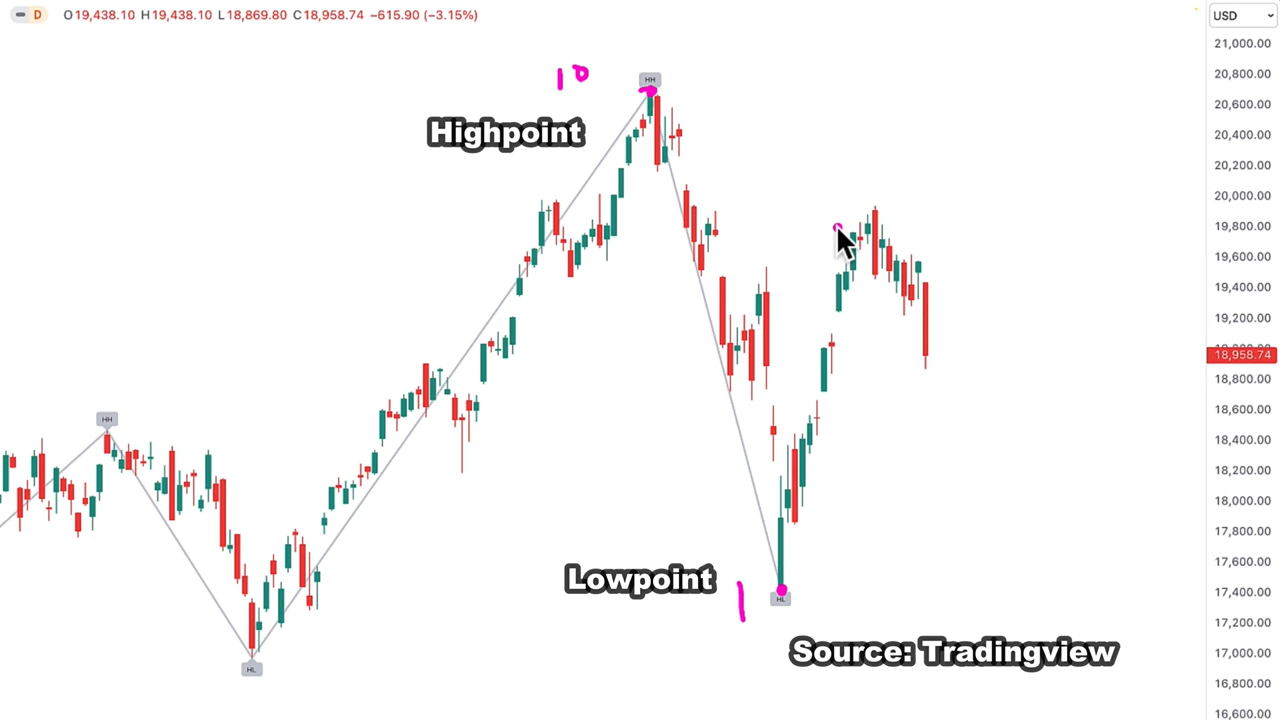 D O19,438.10 H19,438.10 L18,869.80 C18,958.74 −615.90 (−3.15%)
USD
21,000.00
HH
10
20,800.00
20,600.00
Highpoint
20,400.00
20,200.00
20,000.00
19,800.00
19,600.00
19,400.00
19,200.00
18,958.74
18,800.00
18,600.00
HH
18,400.00
18,200.00
18,000.00
17,800.00
17,600.00
Lowpoint
1
HL
17,400.00
17,200.00
Source: Tradingview
17,000.00
HL
16,800.00
16,600.00